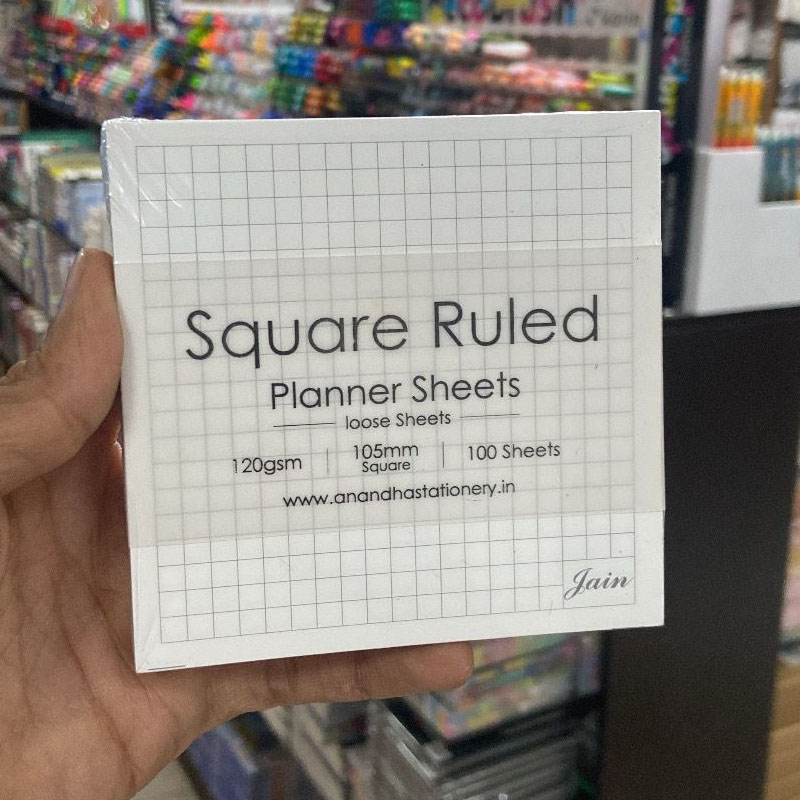 Square Ruled
Planner Sheets
loose Sheets
120gsm | 105mm Square | 100 Sheets
www.anandhastationery.in
Jain